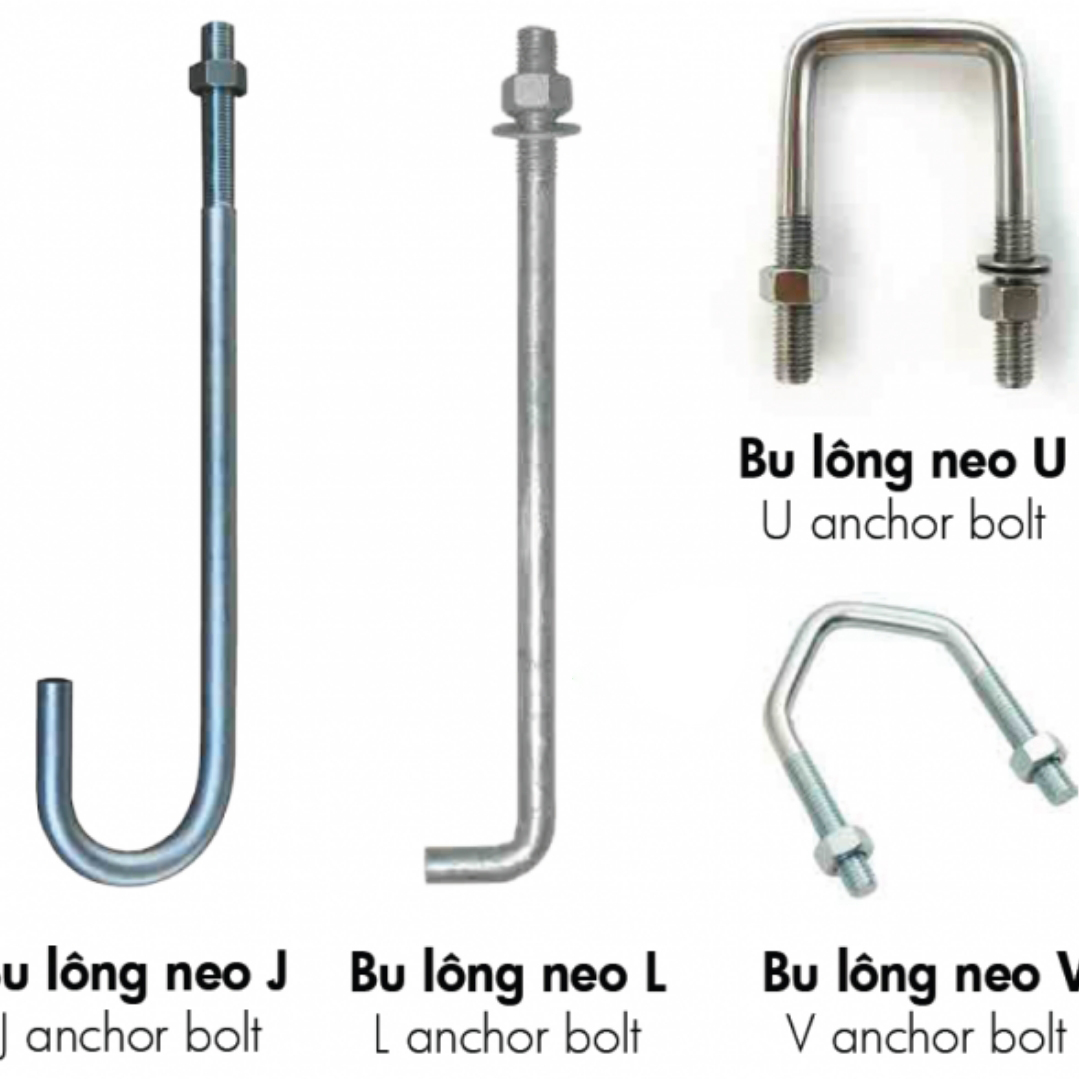 Bu lông neo U
U anchor bolt
lông neo J
J anchor bolt
Bu lông neo L
L anchor bolt
Bu lông neo V
V anchor bolt